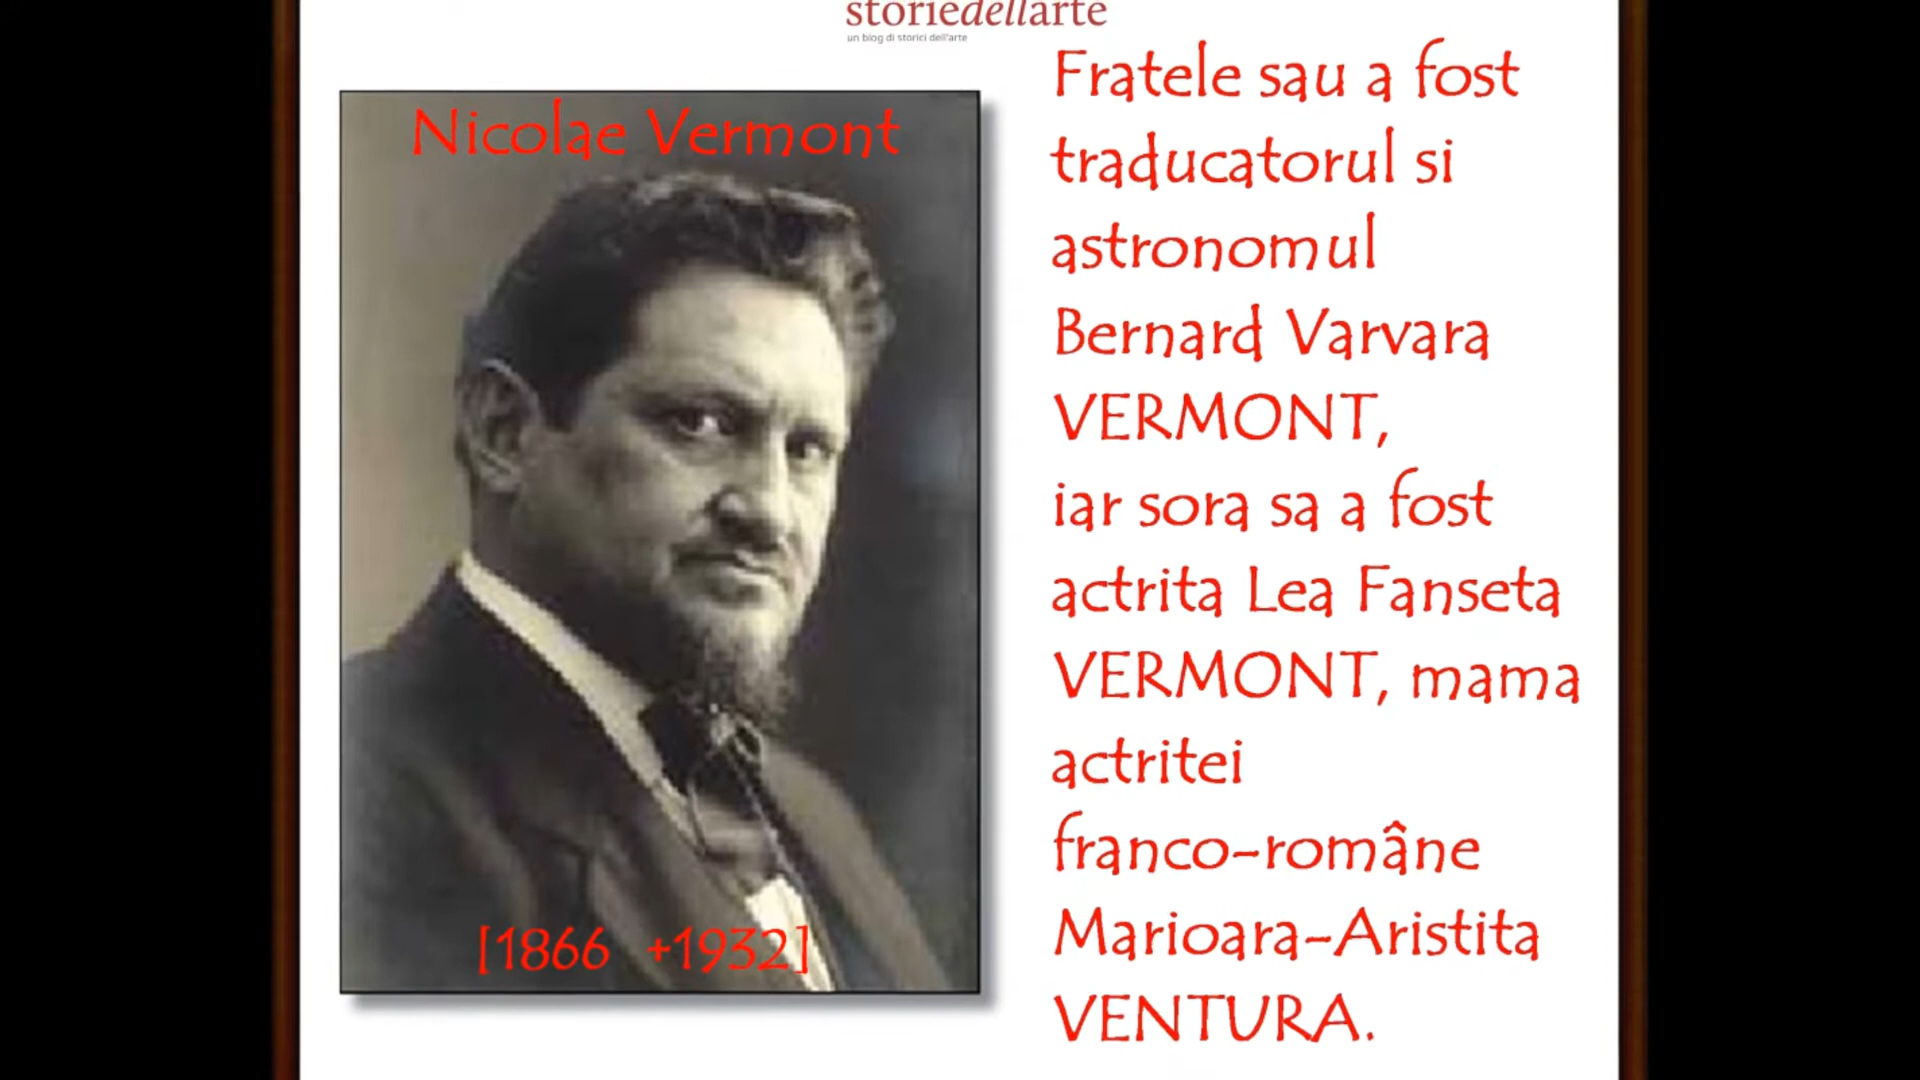 storiedellarte
un blog di storici dell'arte
Nicolae Vermont
[1866 +1932]
Fratele sau a fost
traducatorul si
astronomul
Bernard Varvara
VERMONT,
iar sora sa a fost
actrita Lea Fanseta
VERMONT, mama
actritei
franco-române
Marioara-Aristita
VENTURA.